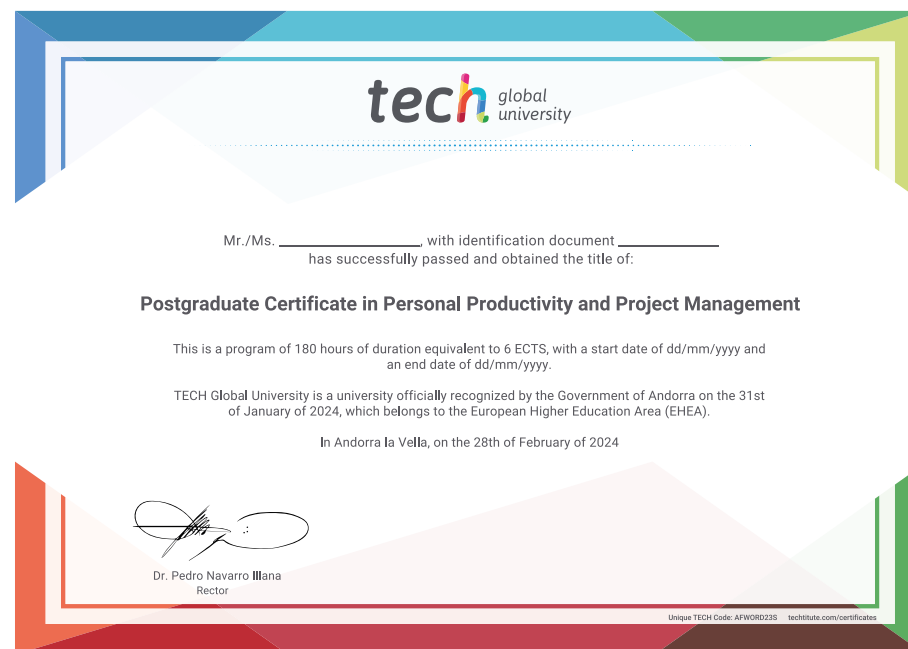 tech global
university
Mr./Ms. ____________, with identification document ____________
has successfully passed and obtained the title of:
Postgraduate Certificate in Personal Productivity and Project Management
This is a program of 180 hours of duration equivalent to 6 ECTS, with a start date of dd/mm/yyyy and
an end date of dd/mm/yyyy.
TECH Global University is a university officially recognized by the Government of Andorra on the 31st
of January of 2024, which belongs to the European Higher Education Area (EHEA).
In Andorra la Vella, on the 28th of February of 2024
Dr. Pedro Navarro Illana
Rector
Unique TECH Code: AFWORD23S techtitute.com/certificates